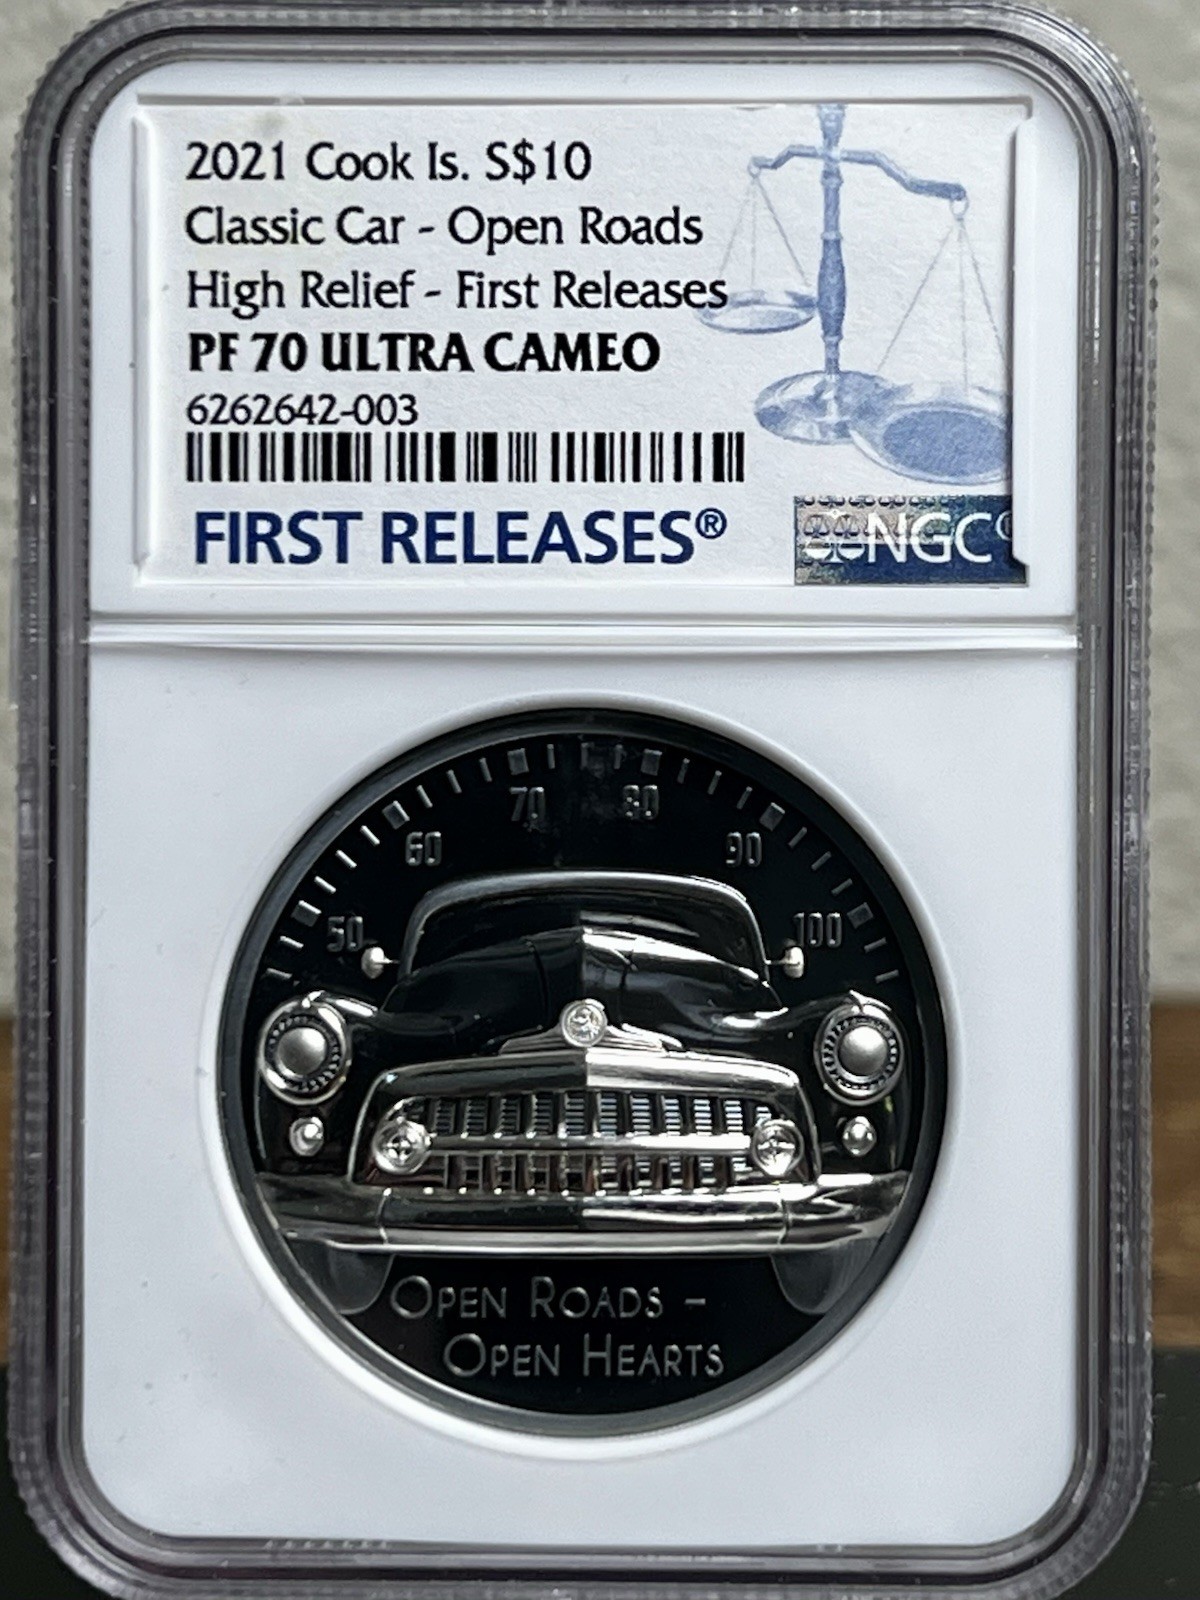 2021 Cook Is. S$10
Classic Car - Open Roads
High Relief - First Releases
PF 70 ULTRA CAMEO
6262642-003
FIRST RELEASES®
NGC
50 60 70 80 90 100
OPEN ROADS –
OPEN HEARTS